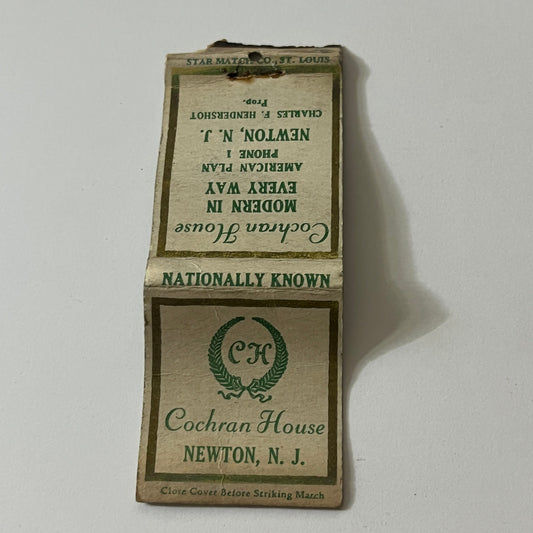 STAR MATCH CO., ST. LOUIS
Cochran House
MODERN IN
EVERY WAY
AMERICAN PLAN
PHONE 1
NEWTON, N. J.
CHARLES F. HENDERSHOT
Prop.
NATIONALLY KNOWN
CH
Cochran House
NEWTON, N. J.
Close Cover Before Striking Match